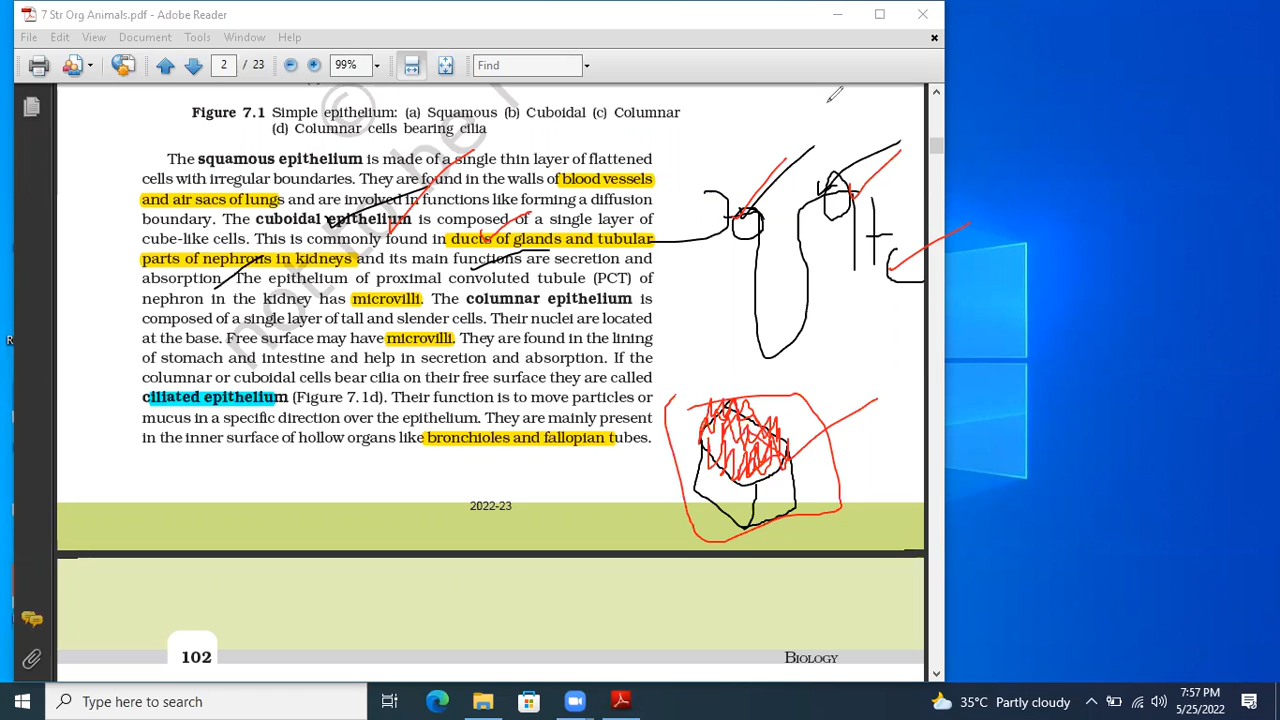 7 Str Org Animals.pdf - Adobe Reader
File Edit View Document Tools Window Help
2 / 23 99% Find
Figure 7.1 Simple epithelium: (a) Squamous (b) Cuboidal (c) Columnar
(d) Columnar cells bearing cilia
The squamous epithelium is made of a single thin layer of flattened
cells with irregular boundaries. They are found in the walls of blood vessels
and air sacs of lungs and are involved in functions like forming a diffusion
boundary. The cuboidal epithelium is composed of a single layer of
cube-like cells. This is commonly found in ducts of glands and tubular
parts of nephrons in kidneys and its main functions are secretion and
absorption. The epithelium of proximal convoluted tubule (PCT) of
nephron in the kidney has microvilli. The columnar epithelium is
composed of a single layer of tall and slender cells. Their nuclei are located
at the base. Free surface may have microvilli. They are found in the lining
of stomach and intestine and help in secretion and absorption. If the
columnar or cuboidal cells bear cilia on their free surface they are called
ciliated epithelium (Figure 7.1d). Their function is to move particles or
mucus in a specific direction over the epithelium. They are mainly present
in the inner surface of hollow organs like bronchioles and fallopian tubes.
2022-23
102 BIOLOGY
©
not to be
Type here to search
35°C Partly cloudy
7:57 PM
5/25/2022